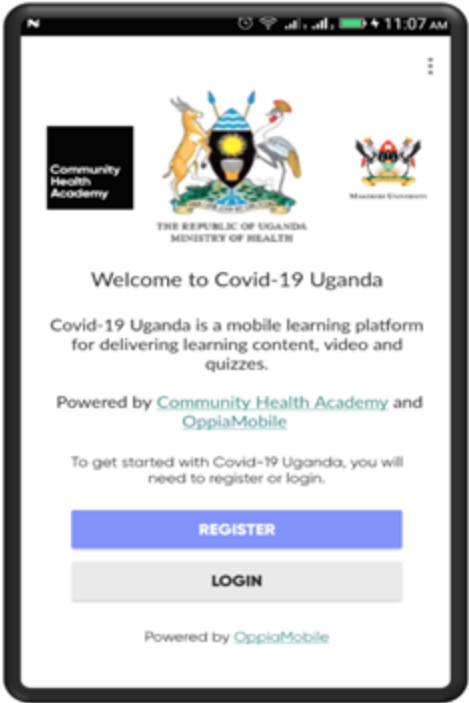 11:07 AM
Community
Health
Academy
THE REPUBLIC OF UGANDA
MINISTRY OF HEALTH
MAKERERE UNIVERSITY
Welcome to Covid-19 Uganda
Covid-19 Uganda is a mobile learning platform
for delivering learning content, video and
quizzes.
Powered by Community Health Academy and
OppiaMobile
To get started with Covid-19 Uganda, you will
need to register or login.
REGISTER
LOGIN
Powered by OppiaMobile